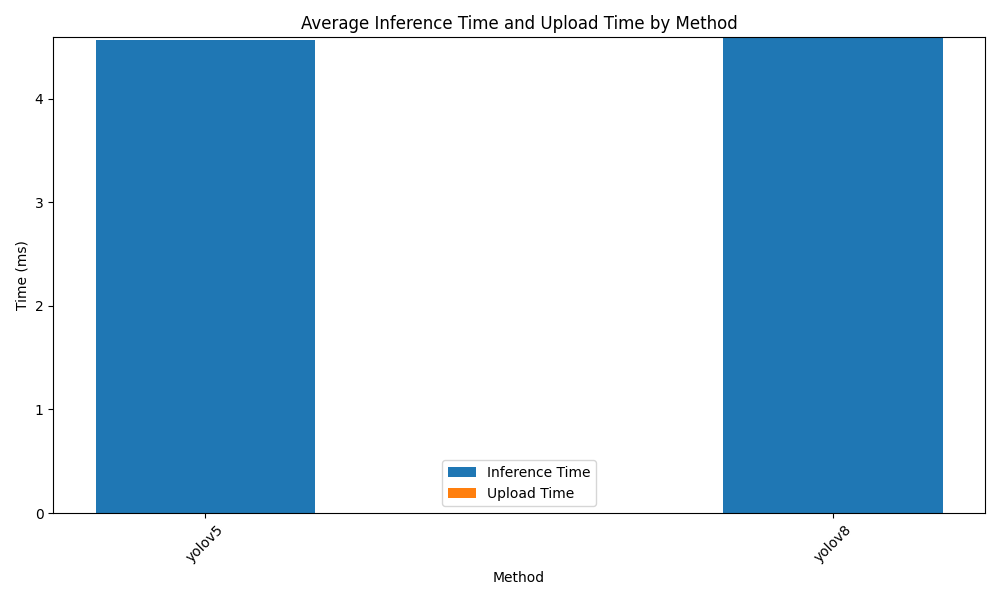 Average Inference Time and Upload Time by Method
Time (ms)
4
3
2
1
0
Inference Time
Upload Time
yolov5
yolov8
Method